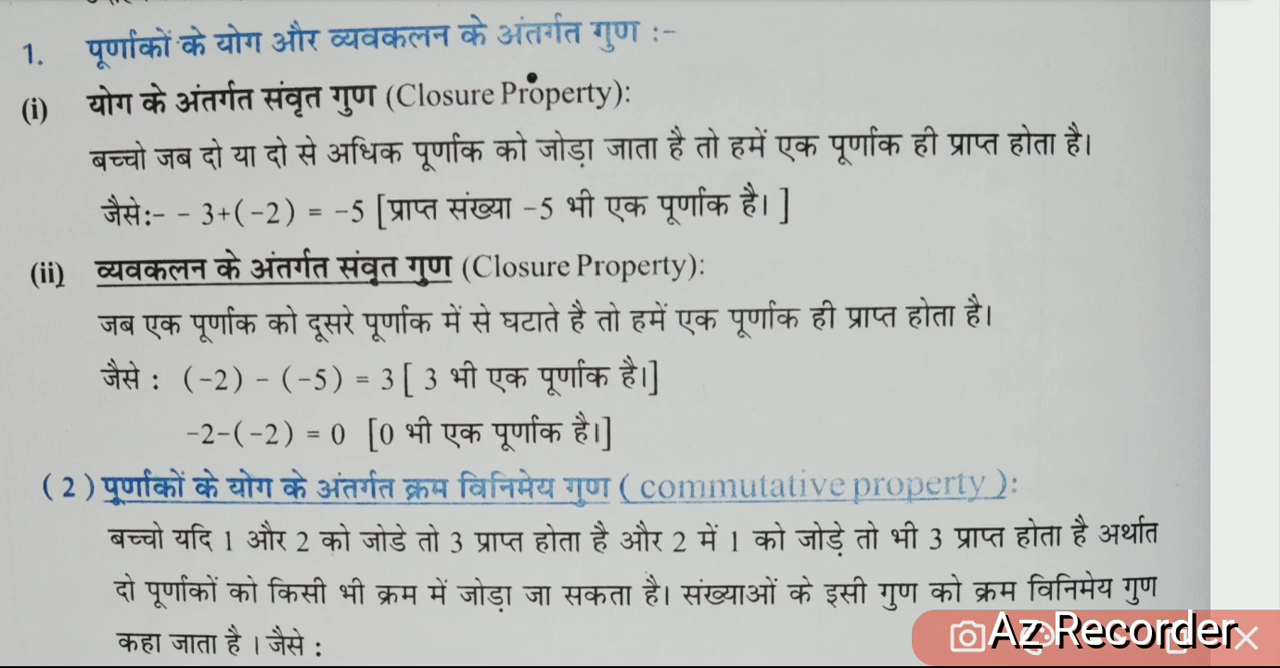 1. पूर्णाकों के योग और व्यवकलन के अंतर्गत गुण :-
(i) योग के अंतर्गत संवृत गुण (Closure Property):
बच्चो जब दो या दो से अधिक पूर्णाक को जोड़ा जाता है तो हमें एक पूर्णाक ही प्राप्त होता है।
जैसे:- - 3+(-2) = -5 [प्राप्त संख्या -5 भी एक पूर्णाक है। ]
(ii) व्यवकलन के अंतर्गत संवृत गुण (Closure Property):
जब एक पूर्णाक को दूसरे पूर्णाक में से घटाते है तो हमें एक पूर्णाक ही प्राप्त होता है।
जैसे : (-2) - (-5) = 3 [ 3 भी एक पूर्णाक है।]
-2-(-2) = 0 [0 भी एक पूर्णाक है।]
(2) पूर्णाकों के योग के अंतर्गत क्रम विनिमेय गुण ( commutative property ):
बच्चो यदि 1 और 2 को जोडे तो 3 प्राप्त होता है और 2 में 1 को जोड़े तो भी 3 प्राप्त होता है अर्थात
दो पूर्णाकों को किसी भी क्रम में जोड़ा जा सकता है। संख्याओं के इसी गुण को क्रम विनिमेय गुण
कहा जाता है । जैसे :
Az Recorder